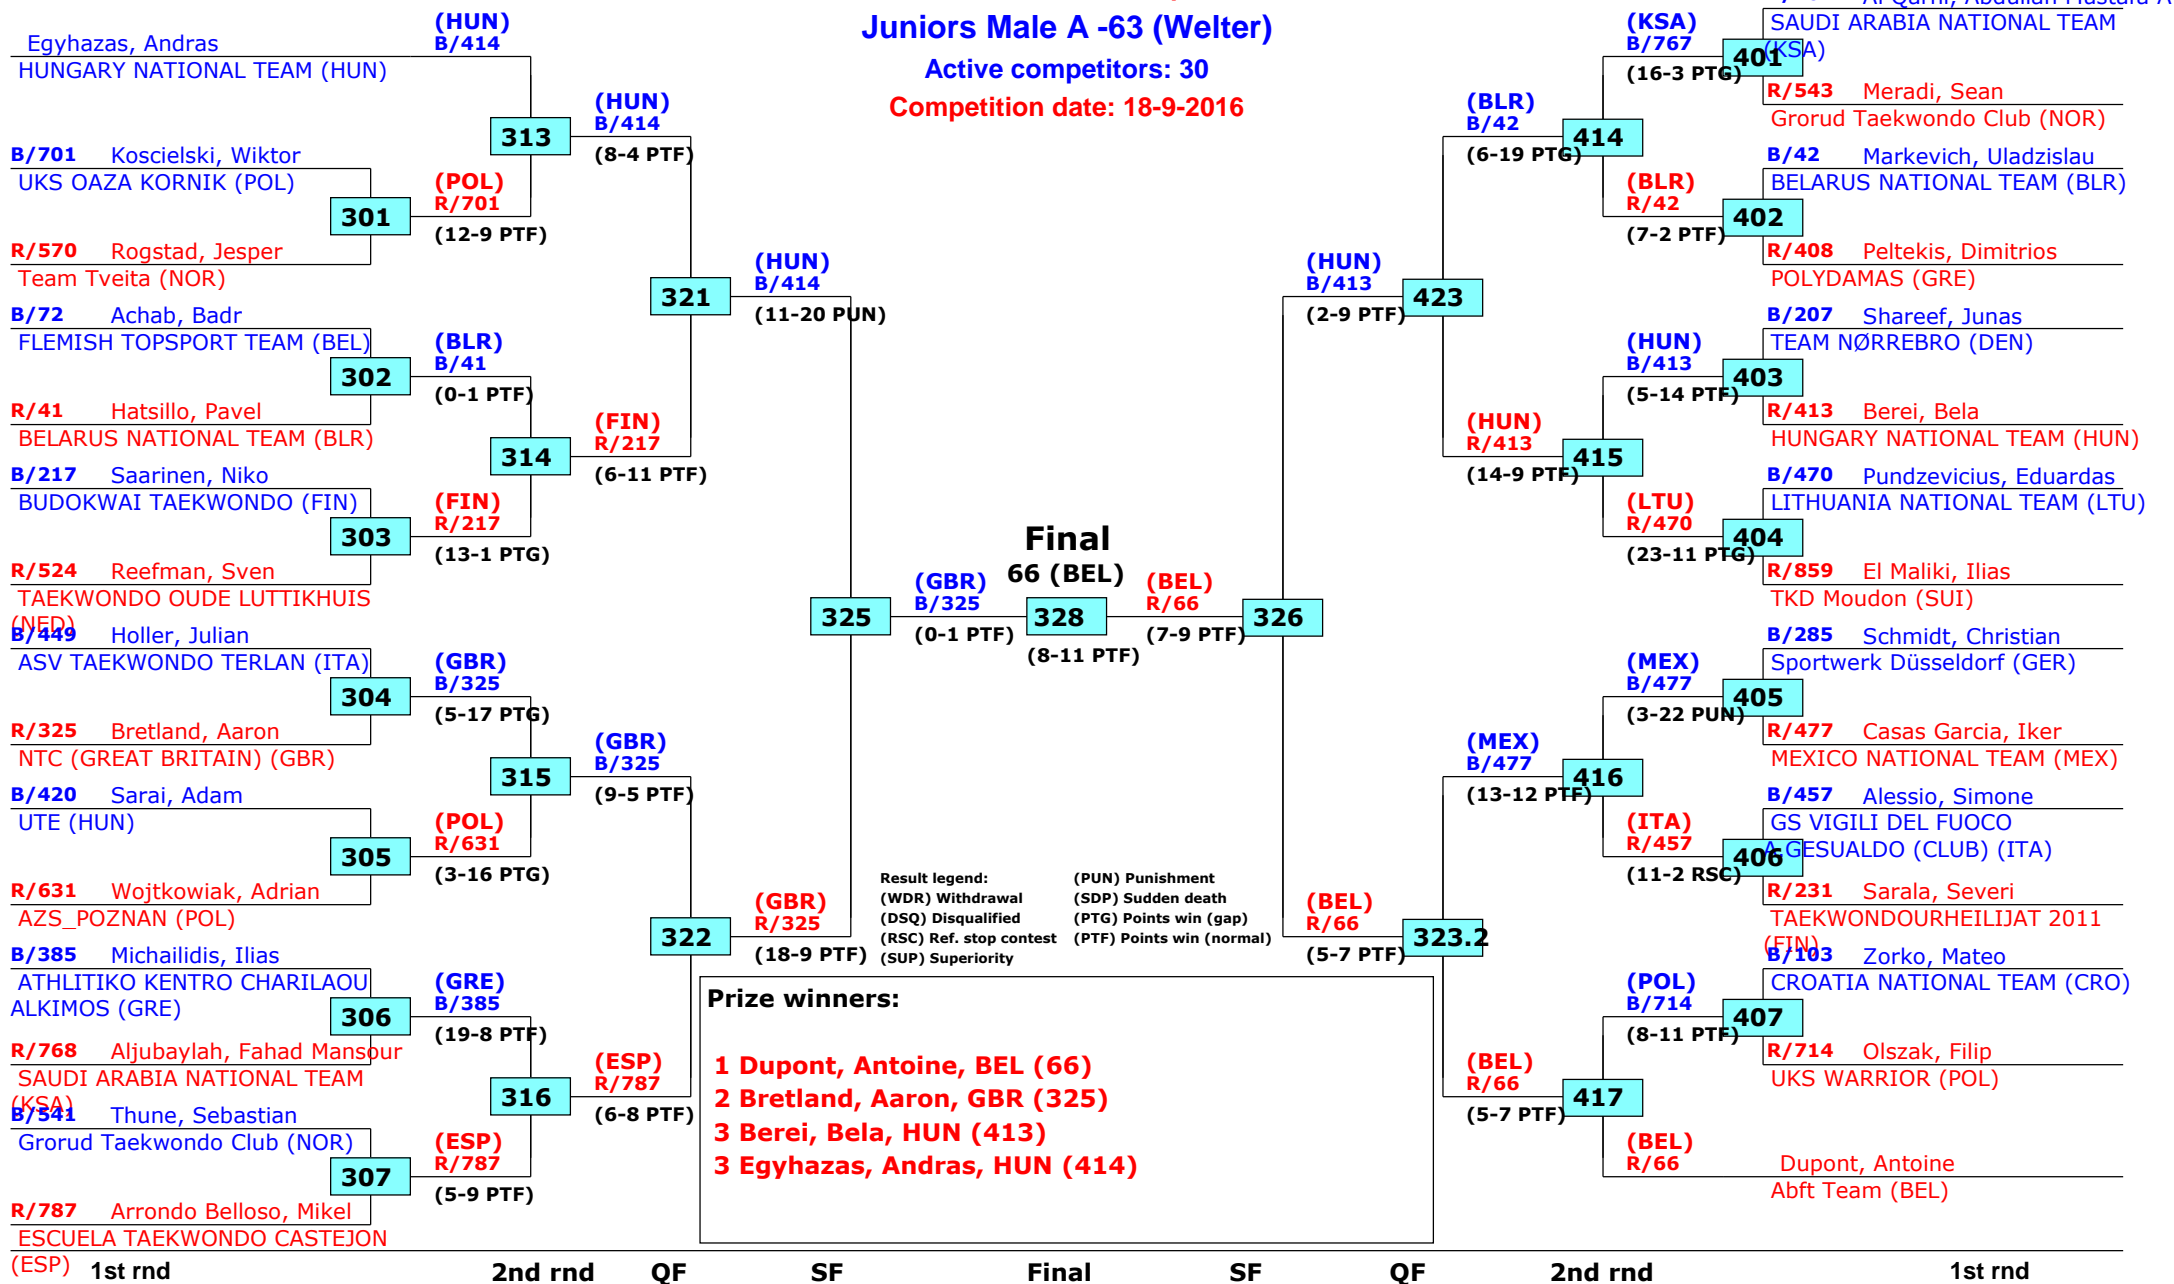 Juniors Male A -63 (Welter)
Active competitors: 30
Competition date: 18-9-2016
Egyhazas, Andras
HUNGARY NATIONAL TEAM (HUN)
B/701 Koscielski, Wiktor
UKS OAZA KORNIK (POL)
301
R/570 Rogstad, Jesper
Team Tveita (NOR)
B/72 Achab, Badr
FLEMISH TOPSPORT TEAM (BEL)
302
R/41 Hatsillo, Pavel
BELARUS NATIONAL TEAM (BLR)
B/217 Saarinen, Niko
BUDOKWAI TAEKWONDO (FIN)
303
R/524 Reefman, Sven
TAEKWONDO OUDE LUTTIKHUIS
(NED)
B/449 Holler, Julian
ASV TAEKWONDO TERLAN (ITA)
304
R/325 Bretland, Aaron
NTC (GREAT BRITAIN) (GBR)
B/420 Sarai, Adam
UTE (HUN)
305
R/631 Wojtkowiak, Adrian
AZS_POZNAN (POL)
B/385 Michailidis, Ilias
ATHLITIKO KENTRO CHARILAOU
ALKIMOS (GRE)
306
R/768 Aljubaylah, Fahad Mansour
SAUDI ARABIA NATIONAL TEAM
(KSA)
B/541 Thune, Sebastian
Grorud Taekwondo Club (NOR)
307
R/787 Arrondo Belloso, Mikel
ESCUELA TAEKWONDO CASTEJON
(ESP)
(HUN)
B/414
313
(POL)
R/701
(12-9 PTF)
(BLR)
B/41
(0-1 PTF)
314
(FIN)
R/217
(13-1 PTG)
(GBR)
B/325
(5-17 PTG)
315
(POL)
R/631
(3-16 PTG)
(GRE)
B/385
(19-8 PTF)
316
(ESP)
R/787
(5-9 PTF)
(HUN)
B/414
(8-4 PTF)
321
(FIN)
R/217
(6-11 PTF)
(GBR)
B/325
(9-5 PTF)
322
(ESP)
R/787
(6-8 PTF)
(HUN)
B/414
(11-20 PUN)
325
(GBR)
R/325
(18-9 PTF)
(GBR)
B/325
(0-1 PTF)
Final
66 (BEL)
328
(8-11 PTF)
(BEL)
R/66
(7-9 PTF)
326
(HUN)
B/413
(2-9 PTF)
423
(BEL)
R/66
(5-7 PTF)
323.2
(BLR)
B/42
(6-19 PTG)
414
(HUN)
R/413
(14-9 PTF)
415
(MEX)
B/477
(13-12 PTF)
416
(BEL)
R/66
(5-7 PTF)
417
(KSA)
B/767
(16-3 PTG)
401
(BLR)
R/42
(7-2 PTF)
402
(HUN)
B/413
(5-14 PTF)
403
(LTU)
R/470
(23-11 PTG)
404
(MEX)
B/477
(3-22 PUN)
405
(ITA)
R/457
(11-2 RSC)
406
(POL)
B/714
(8-11 PTF)
407
(BEL)
R/66
SAUDI ARABIA NATIONAL TEAM
(KSA)
R/543 Meradi, Sean
Grorud Taekwondo Club (NOR)
B/42 Markevich, Uladzislau
BELARUS NATIONAL TEAM (BLR)
R/408 Peltekis, Dimitrios
POLYDAMAS (GRE)
B/207 Shareef, Junas
TEAM NØRREBRO (DEN)
R/413 Berei, Bela
HUNGARY NATIONAL TEAM (HUN)
B/470 Pundzevicius, Eduardas
LITHUANIA NATIONAL TEAM (LTU)
R/859 El Maliki, Ilias
TKD Moudon (SUI)
B/285 Schmidt, Christian
Sportwerk Düsseldorf (GER)
R/477 Casas Garcia, Iker
MEXICO NATIONAL TEAM (MEX)
B/457 Alessio, Simone
GS VIGILI DEL FUOCO
A.GESUALDO (CLUB) (ITA)
R/231 Sarala, Severi
TAEKWONDOURHEILIJAT 2011
(FIN)
B/103 Zorko, Mateo
CROATIA NATIONAL TEAM (CRO)
R/714 Olszak, Filip
UKS WARRIOR (POL)
Dupont, Antoine
Abft Team (BEL)
Result legend: (PUN) Punishment
(WDR) Withdrawal (SDP) Sudden death
(DSQ) Disqualified (PTG) Points win (gap)
(RSC) Ref. stop contest (PTF) Points win (normal)
(SUP) Superiority
Prize winners:
1 Dupont, Antoine, BEL (66)
2 Bretland, Aaron, GBR (325)
3 Berei, Bela, HUN (413)
3 Egyhazas, Andras, HUN (414)
1st rnd 2nd rnd QF SF Final SF QF 2nd rnd 1st rnd